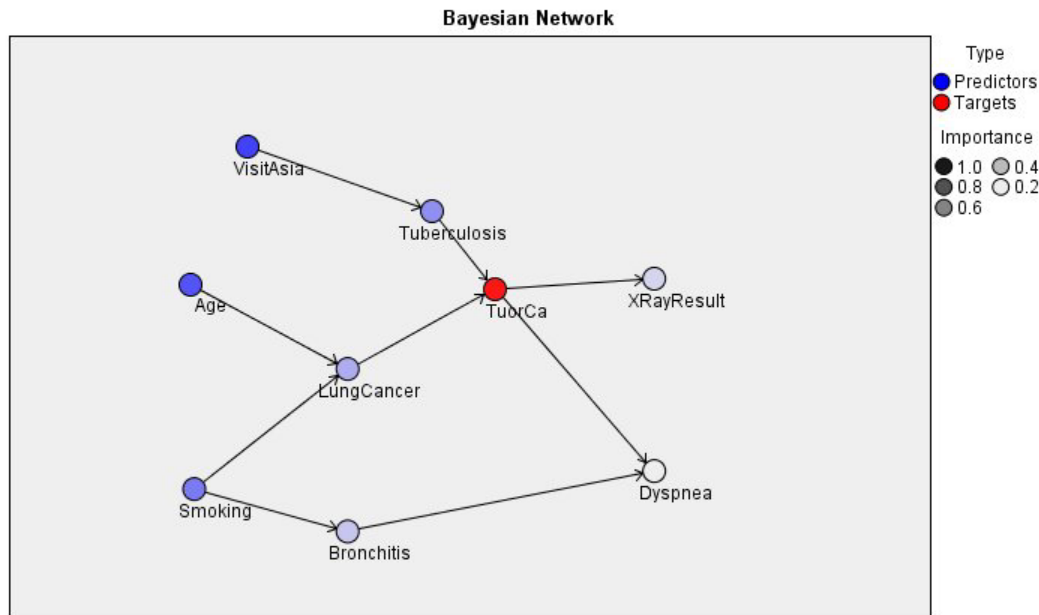 Bayesian Network
Type
Predictors
Targets
Importance
1.0 0.4
0.8 0.2
0.6
VisitAsia
Tuberculosis
Age
TuorCa
XRayResult
LungCancer
Smoking
Dyspnea
Bronchitis